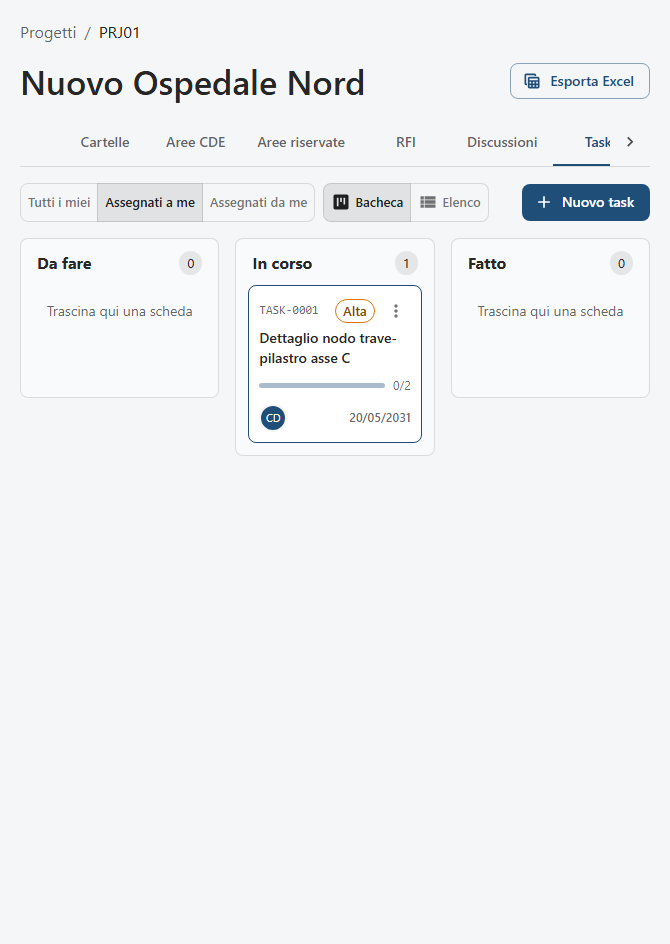 Progetti / PRJ01
Nuovo Ospedale Nord
Esporta Excel
Cartelle Aree CDE Aree riservate RFI Discussioni Task
Tutti i miei Assegnati a me Assegnati da me Bacheca Elenco Nuovo task
Da fare 0
Trascina qui una scheda
In corso 1
TASK-0001 Alta
Dettaglio nodo trave-
pilastro asse C
0/2
CD 20/05/2031
Fatto 0
Trascina qui una scheda